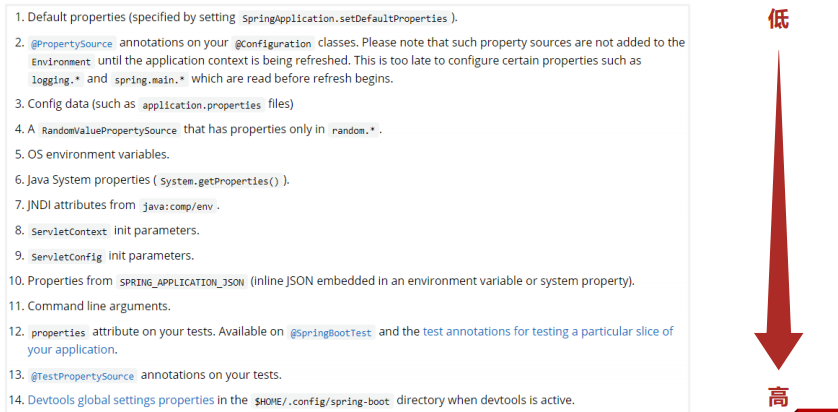 1. Default properties (specified by setting SpringApplication.setDefaultProperties ).
低
2. @PropertySource annotations on your @Configuration classes. Please note that such property sources are not added to the
Environment until the application context is being refreshed. This is too late to configure certain properties such as
logging.* and spring.main.* which are read before refresh begins.
3. Config data (such as application.properties files)
4. A RandomValuePropertySource that has properties only in random.* .
5. OS environment variables.
6. Java System properties ( System.getProperties() ).
7. JNDI attributes from java:comp/env .
8. ServletContext init parameters.
9. ServletConfig init parameters.
10. Properties from SPRING_APPLICATION_JSON (inline JSON embedded in an environment variable or system property).
11. Command line arguments.
12. properties attribute on your tests. Available on @SpringBootTest and the test annotations for testing a particular slice of
your application.
13. @TestPropertySource annotations on your tests.
14. Devtools global settings properties in the $HOME/.config/spring-boot directory when devtools is active.
高